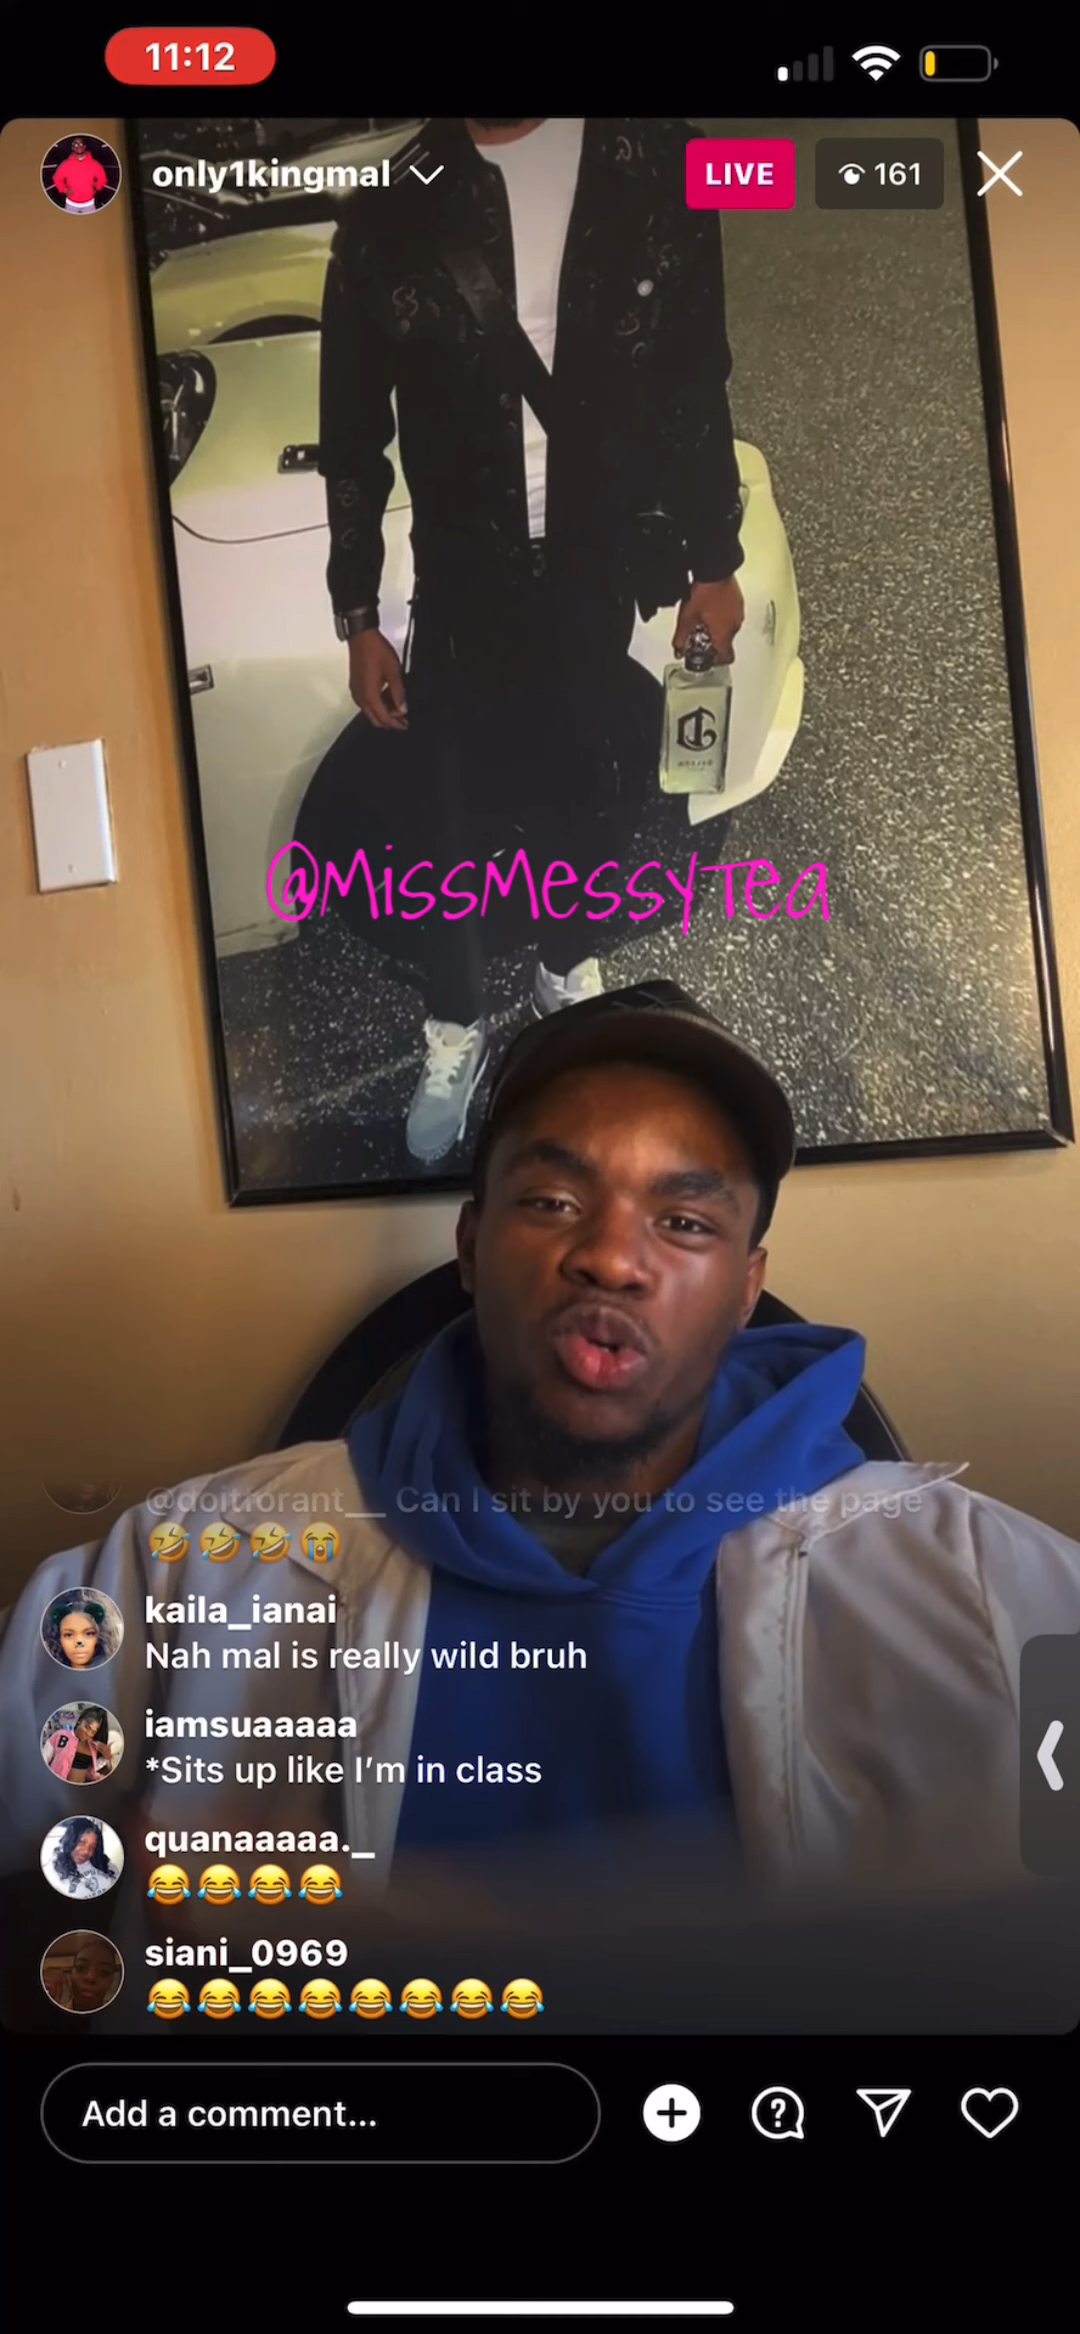 11:12
only1kingmal
LIVE
161
@MissMessyTea
@doitforant__ Can I sit by you to see the page
🤣🤣🤣😭
kaila_ianai
Nah mal is really wild bruh
iamsuaaaaa
*Sits up like I’m in class
quanaaaaa._
😂😂😂😂
siani_0969
😂😂😂😂😂😂😂😂
Add a comment...